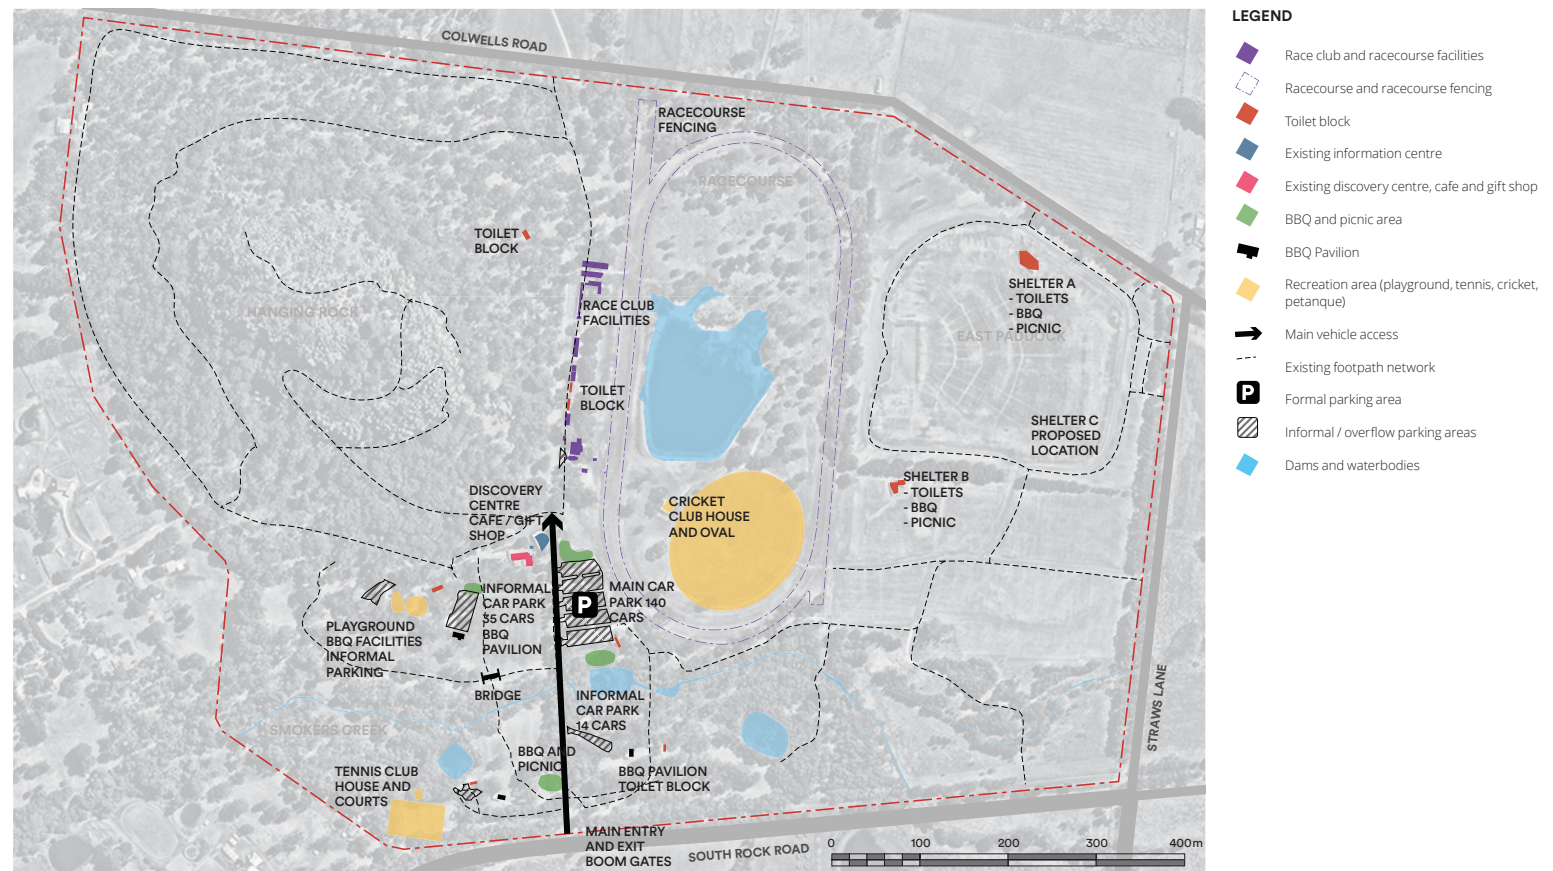 COLWELLS ROAD
RACECOURSE
FENCING
RACECOURSE
TOILET
BLOCK
HANGING ROCK
RACE CLUB
FACILITIES
SHELTER A
- TOILETS
- BBQ
- PICNIC
EAST PADDOCK
TOILET
BLOCK
SHELTER C
PROPOSED
LOCATION
SHELTER B
- TOILETS
- BBQ
- PICNIC
DISCOVERY
CENTRE
CAFE / GIFT
SHOP
CRICKET
CLUB HOUSE
AND OVAL
INFORMAL
CAR PARK
35 CARS
BBQ
PAVILION
P
MAIN CAR
PARK 140
CARS
PLAYGROUND
BBQ FACILITIES
INFORMAL
PARKING
BRIDGE
INFORMAL
CAR PARK
14 CARS
SMOKERS CREEK
BBQ AND
PICNIC
BBQ PAVILION
TOILET BLOCK
TENNIS CLUB
HOUSE AND
COURTS
STRAWS LANE
MAIN ENTRY
AND EXIT
BOOM GATES
SOUTH ROCK ROAD
0 100 200 300 400m
LEGEND
Race club and racecourse facilities
Racecourse and racecourse fencing
Toilet block
Existing information centre
Existing discovery centre, cafe and gift shop
BBQ and picnic area
BBQ Pavilion
Recreation area (playground, tennis, cricket,
petanque)
Main vehicle access
Existing footpath network
P Formal parking area
Informal / overflow parking areas
Dams and waterbodies